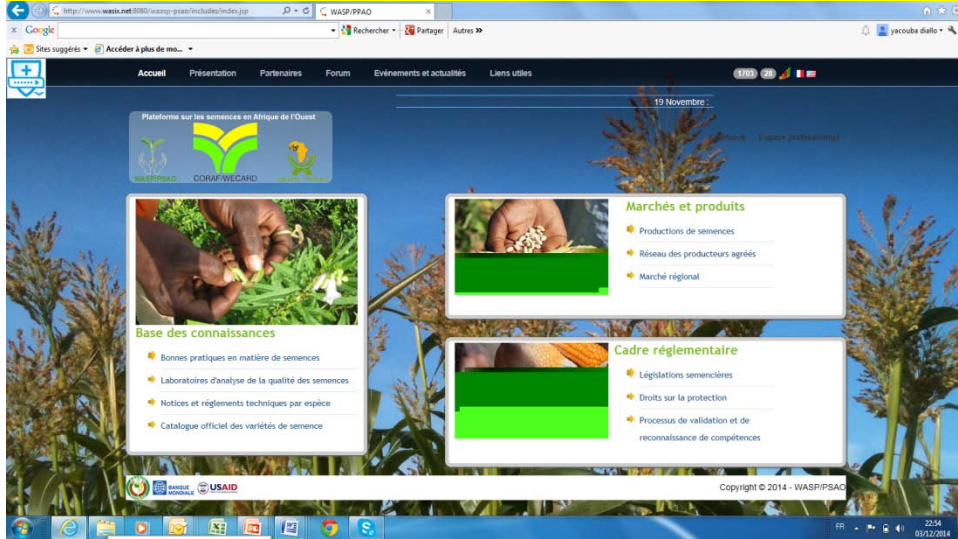 http://www.wasix.net:8080/waasp-psao/includes/index.jsp
WASP/PPAO
x Google
Rechercher
Partager
Autres »
yacouba diallo
Sites suggérés
Accéder à plus de mo...
Accueil
Présentation
Partenaires
Forum
Evénements et actualités
Liens utiles
1703
28
19 Novembre :
Plateforme sur les semences en Afrique de l'Ouest
Espace professionnel
WASP/PSAO
CORAF/WECARD
Marchés et produits
Productions de semences
Réseau des producteurs agréés
Marché régional
Base des connaissances
Bonnes pratiques en matière de semences
Laboratoires d'analyse de la qualité des semences
Notices et réglements techniques par espèce
Catalogue officiel des variétés de semence
Cadre réglementaire
Législations semencières
Droits sur la protection
Processus de validation et de
reconnaissance de compétences
BANQUE
MONDIALE
USAID
Copyright © 2014 - WASP/PSAO
FR
22:54
03/12/2014